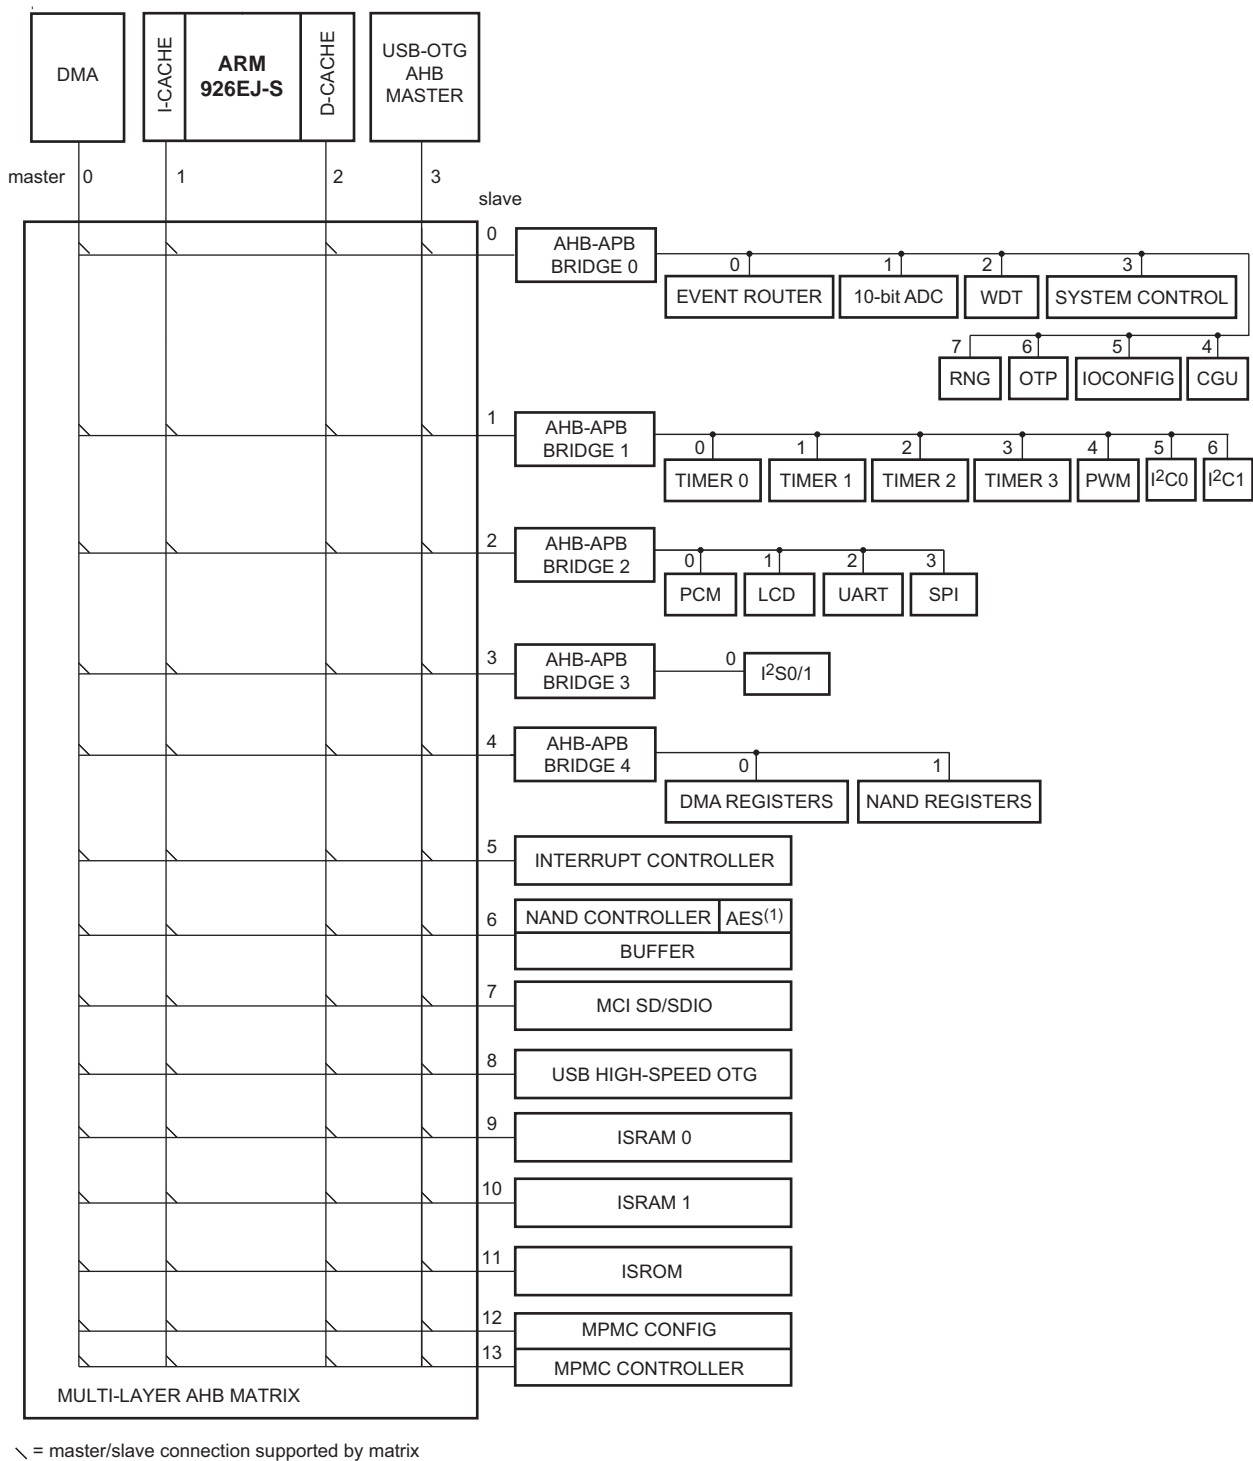 DMA
I-CACHE
ARM
926EJ-S
D-CACHE
USB-OTG
AHB
MASTER
master 0 1 2 3
slave
0
AHB-APB
BRIDGE 0
0 1 2 3
EVENT ROUTER 10-bit ADC WDT SYSTEM CONTROL
7 6 5 4
RNG OTP IOCONFIG CGU
1
AHB-APB
BRIDGE 1
0 1 2 3 4 5 6
TIMER 0 TIMER 1 TIMER 2 TIMER 3 PWM I2C0 I2C1
2
AHB-APB
BRIDGE 2
0 1 2 3
PCM LCD UART SPI
3
AHB-APB
BRIDGE 3
0
I2S0/1
4
AHB-APB
BRIDGE 4
0 1
DMA REGISTERS NAND REGISTERS
5
INTERRUPT CONTROLLER
6
NAND CONTROLLER AES(1)
BUFFER
7
MCI SD/SDIO
8
USB HIGH-SPEED OTG
9
ISRAM 0
10
ISRAM 1
11
ISROM
12
MPMC CONFIG
13
MPMC CONTROLLER
MULTI-LAYER AHB MATRIX
= master/slave connection supported by matrix